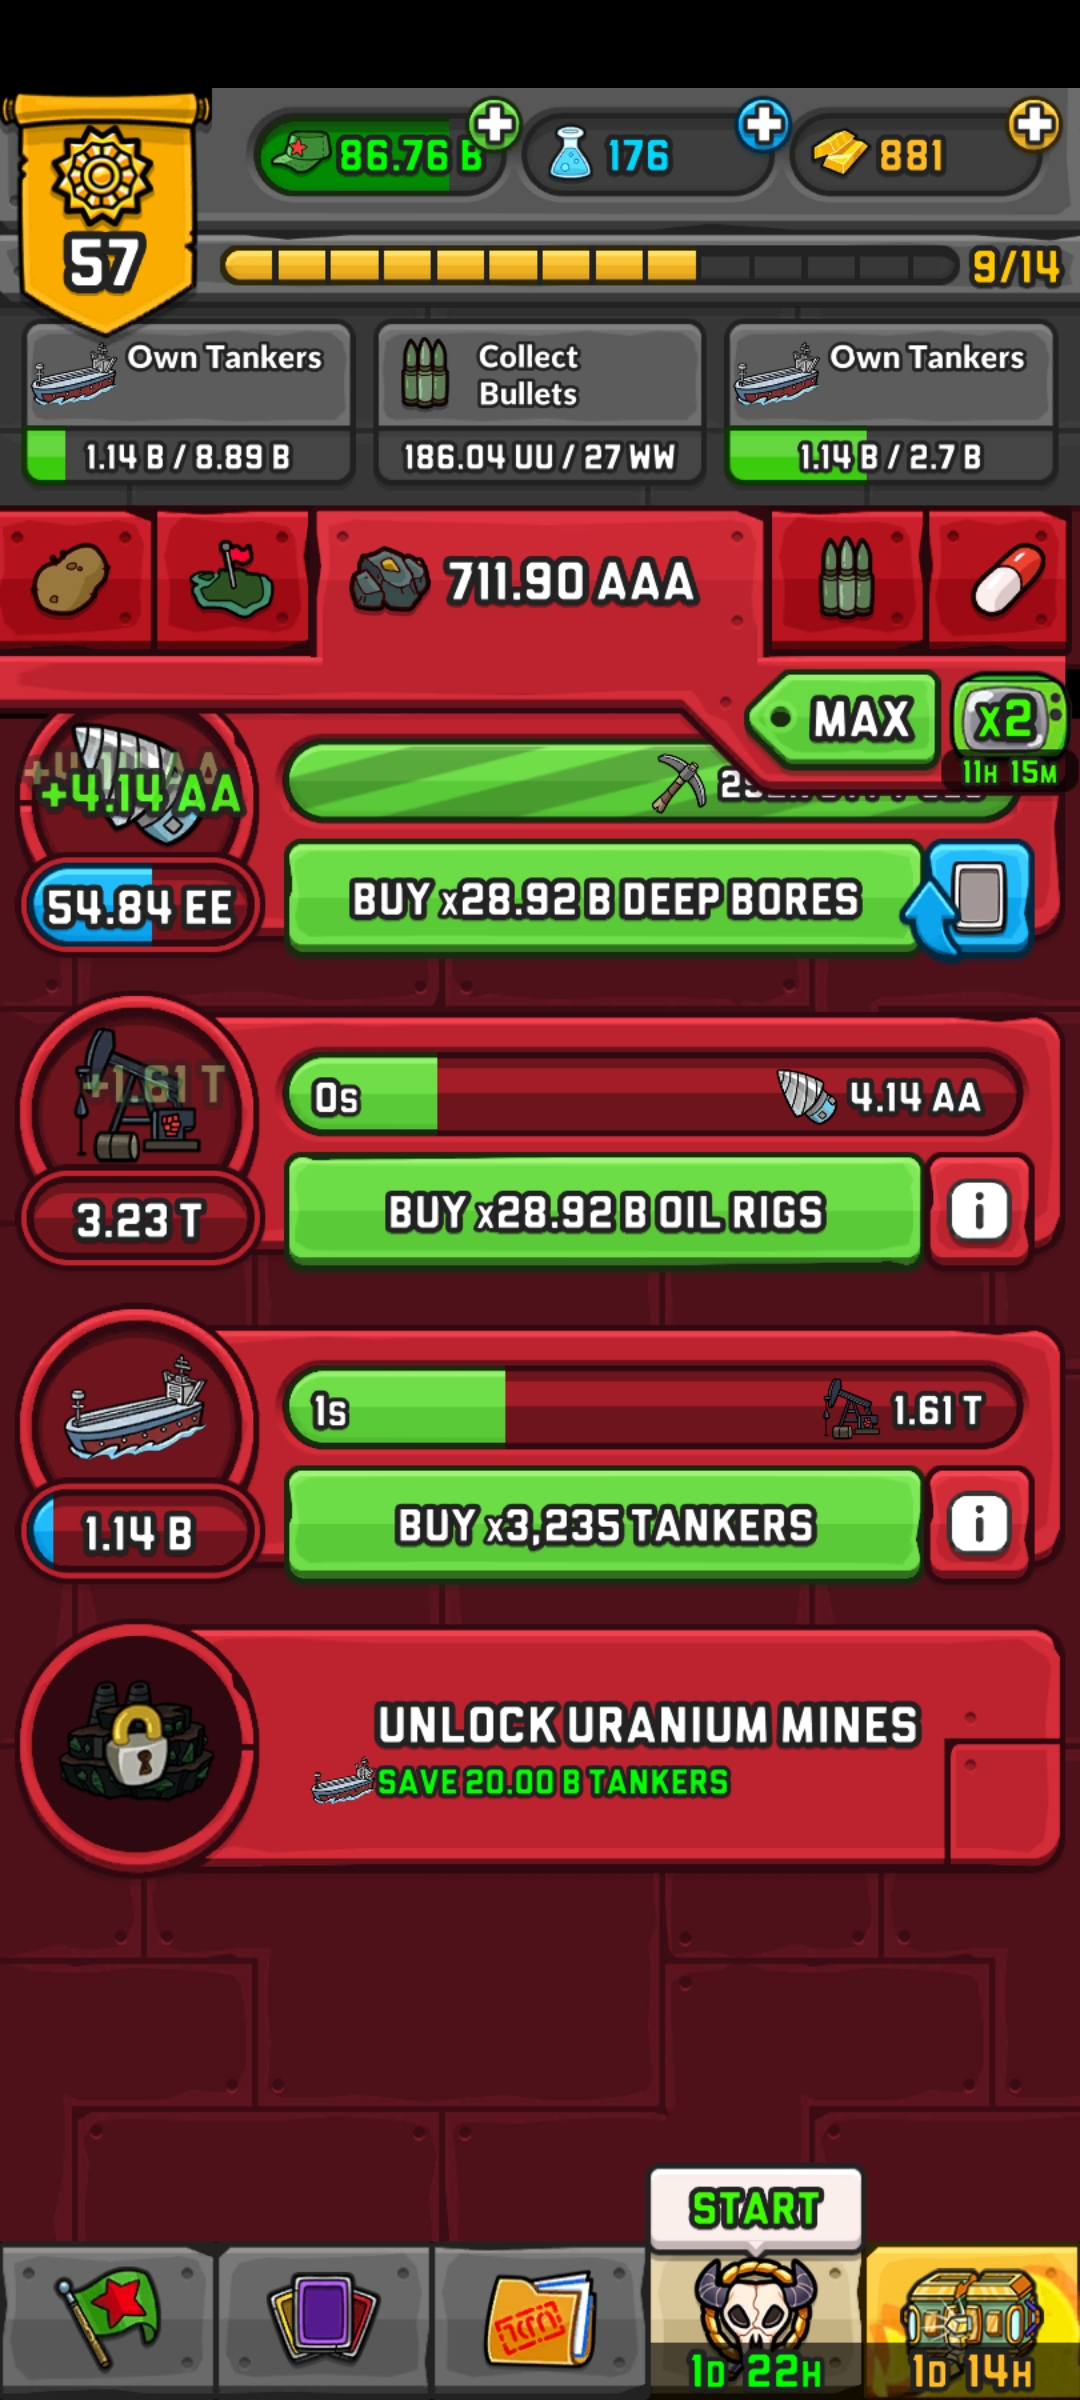 86.76 B
176
881
57
9/14
Own Tankers
1.14 B / 8.89 B
Collect
Bullets
186.04 UU / 27 WW
Own Tankers
1.14 B / 2.7 B
711.90 AAA
MAX
x2
11H 15M
+4.14 AA
54.84 EE
BUY x28.92 B DEEP BORES
+1.61 T
0s
4.14 AA
3.23 T
BUY x28.92 B OIL RIGS
i
1s
1.61 T
1.14 B
BUY x3,235 TANKERS
i
UNLOCK URANIUM MINES
SAVE 20.00 B TANKERS
START
1D 22H
1D 14H